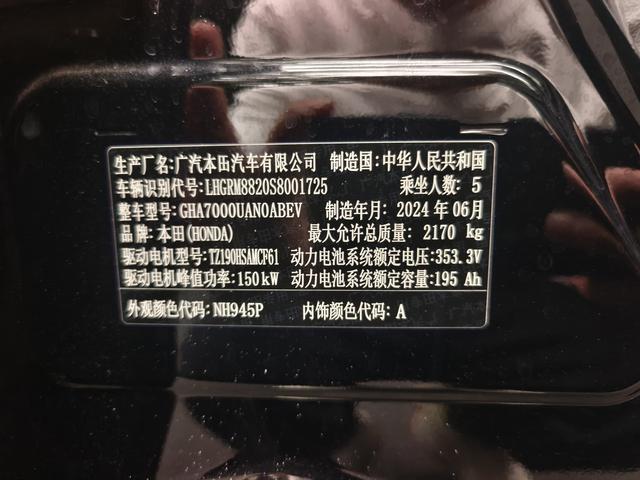 生产厂名:广汽本田汽车有限公司 制造国:中华人民共和国
车辆识别代号:LHGRM8820S8001725 乘坐人数: 5
整车型号:GHA7000UANOABEV 制造年月: 2024 年 06月
品 牌:本田(HONDA) 最大允许总质量: 2170 kg
驱动电机型号:TZ190HSAMCF61 动力电池系统额定电压:353.3V
驱动电机峰值功率:150kW 动力电池系统额定容量:195 Ah
外观颜色代码: NH945P 内饰颜色代码: A